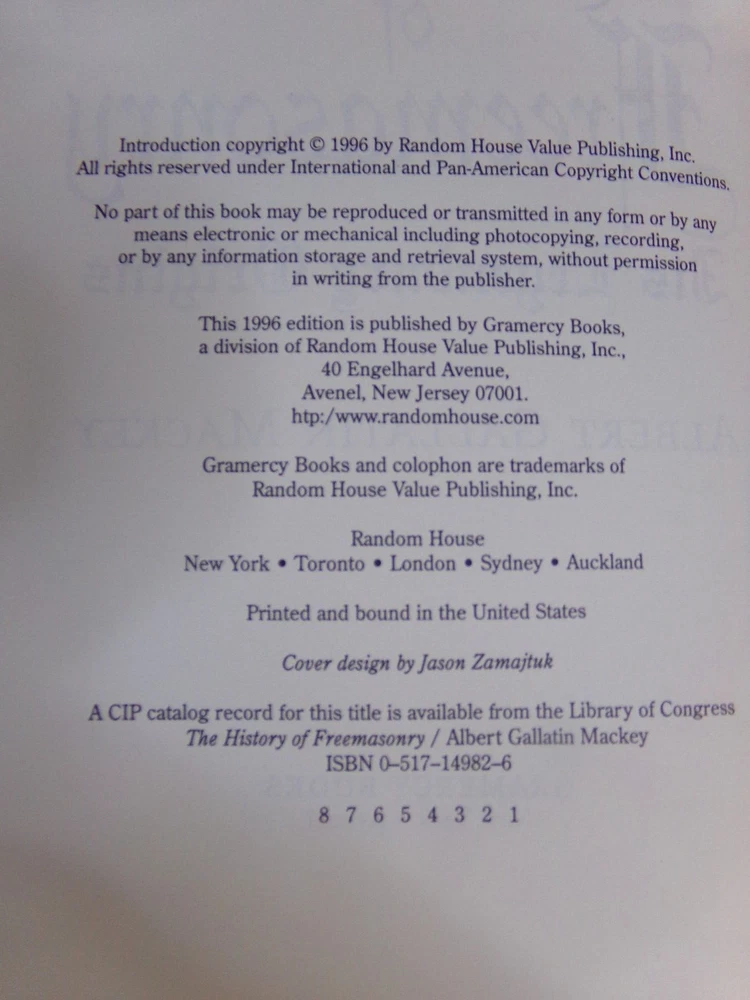 Introduction copyright © 1996 by Random House Value Publishing, Inc.
All rights reserved under International and Pan-American Copyright Conventions.
No part of this book may be reproduced or transmitted in any form or by any
means electronic or mechanical including photocopying, recording,
or by any information storage and retrieval system, without permission
in writing from the publisher.
This 1996 edition is published by Gramercy Books,
a division of Random House Value Publishing, Inc.,
40 Engelhard Avenue,
Avenel, New Jersey 07001.
htp:/www.randomhouse.com
Gramercy Books and colophon are trademarks of
Random House Value Publishing, Inc.
Random House
New York • Toronto • London • Sydney • Auckland
Printed and bound in the United States
Cover design by Jason Zamajtuk
A CIP catalog record for this title is available from the Library of Congress
The History of Freemasonry / Albert Gallatin Mackey
ISBN 0–517–14982–6
8 7 6 5 4 3 2 1